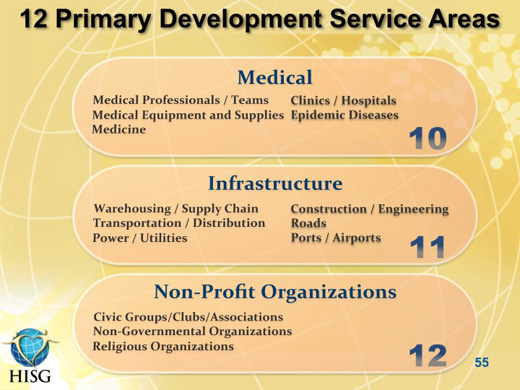 12 Primary Development Service Areas
Medical
Medical Professionals / Teams
Medical Equipment and Supplies
Medicine
Clinics / Hospitals
Epidemic Diseases
10
Infrastructure
Warehousing / Supply Chain
Transportation / Distribution
Power / Utilities
Construction / Engineering
Roads
Ports / Airports
11
Non-Profit Organizations
Civic Groups/Clubs/Associations
Non-Governmental Organizations
Religious Organizations
12
HISG
55